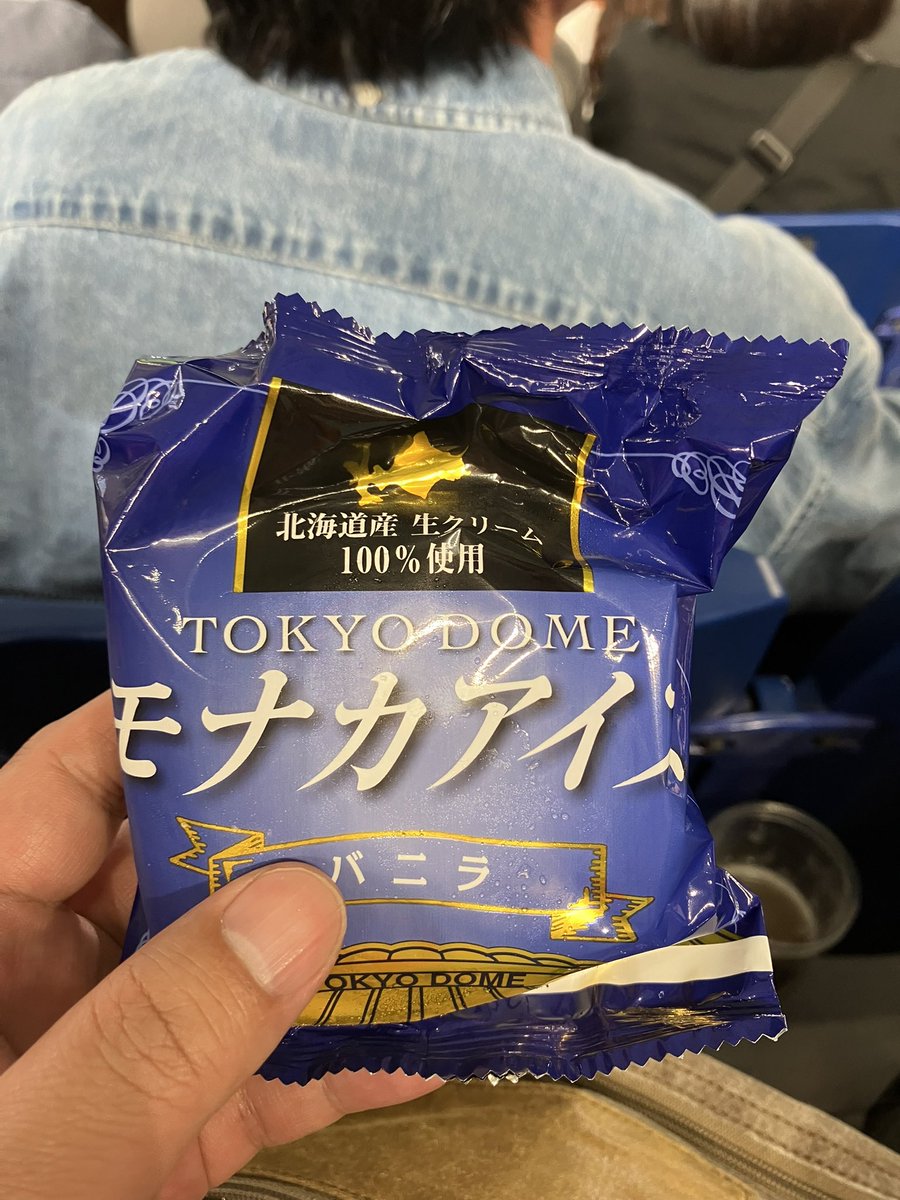 北海道産 生クリーム
100%使用
TOKYO DOME
モナカアイス
バニラ
OKYO DOME